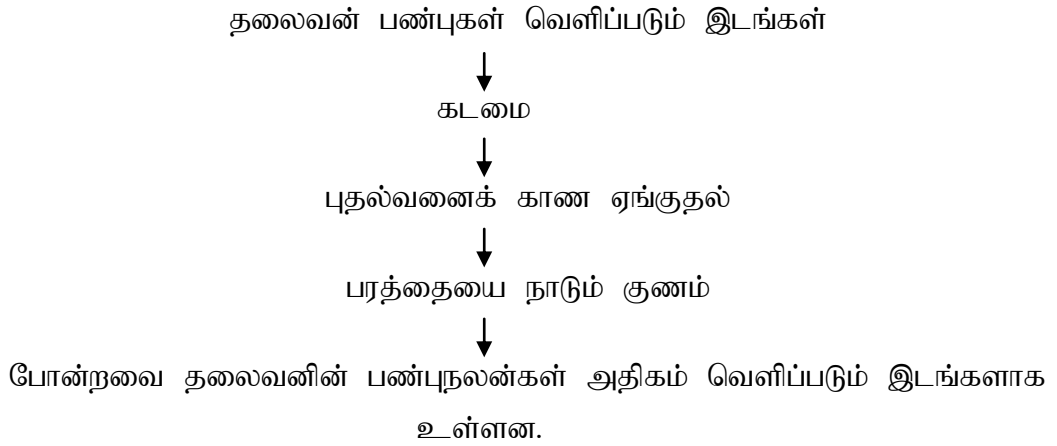 தலைவன் பண்புகள் வெளிப்படும் இடங்கள்
கடமை
புதல்வனைக் காண ஏங்குதல்
பரத்தையை நாடும் குணம்
போன்றவை தலைவனின் பண்புநலன்கள் அதிகம் வெளிப்படும் இடங்களாக
உள்ளன.